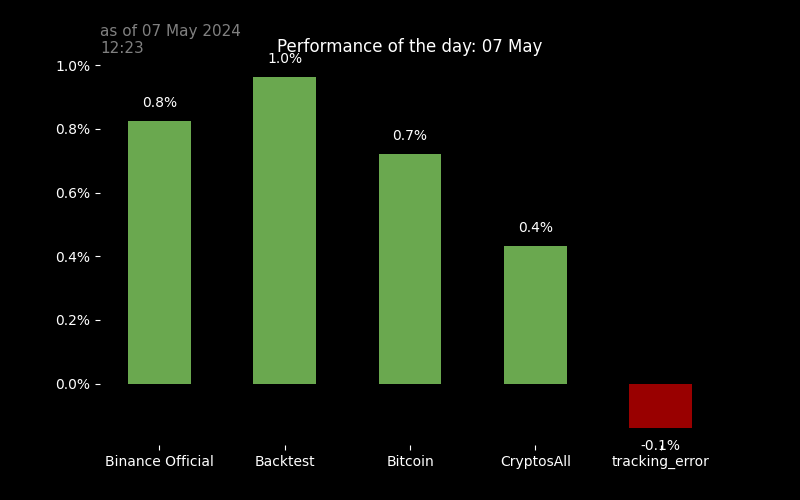 as of 07 May 2024
12:23
Performance of the day: 07 May
1.0%
0.8%
0.6%
0.4%
0.2%
0.0%
0.8%
1.0%
0.7%
0.4%
-0.1%
Binance Official
Backtest
Bitcoin
CryptosAll
tracking_error